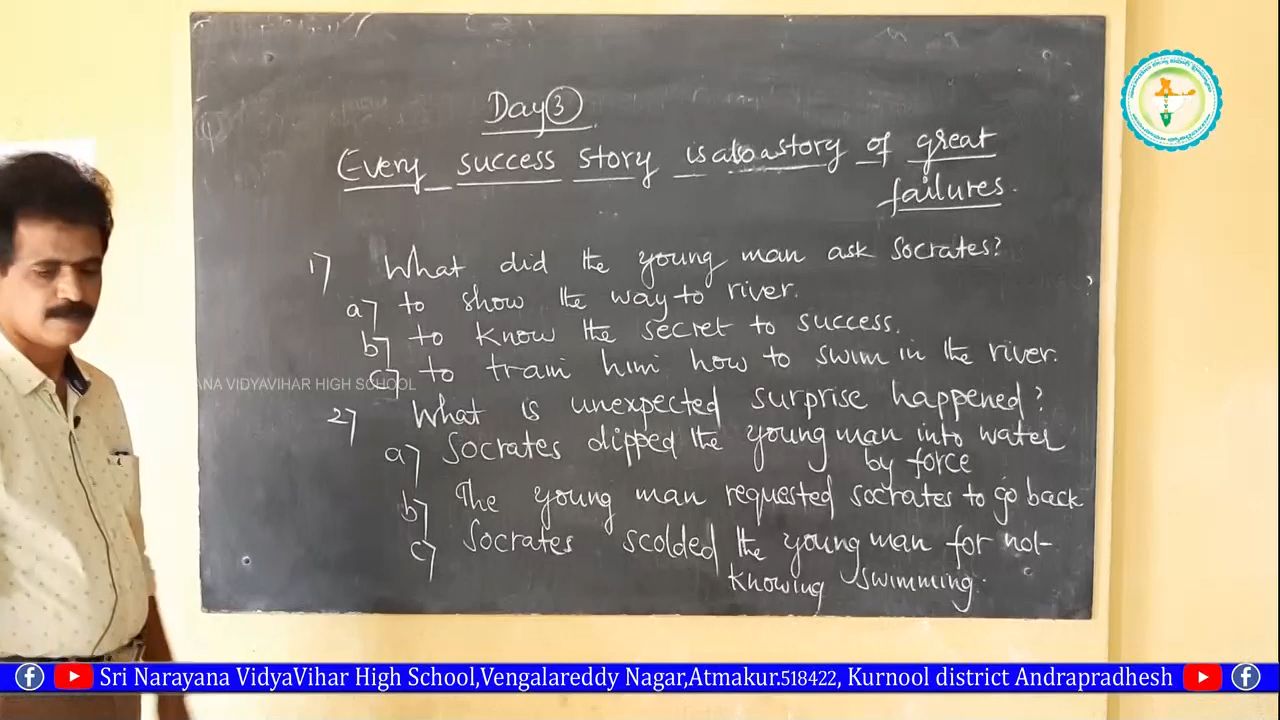 Day 3
Every success story is also a story of great
failures.
1) What did the young man ask Socrates?
a) to show the way to river.
b) to know the secret to success.
c) to train him how to swim in the river.
ANA VIDYAVIHAR HIGH SCHOOL
2) What is unexpected surprise happened?
a) Socrates dipped the young man into water
by force
b) The young man requested socrates to go back
c) Socrates scolded the young man for not-
knowing swimming.
Sri Narayana VidyaVihar High School,Vengalareddy Nagar,Atmakur.518422, Kurnool district Andrapradhesh